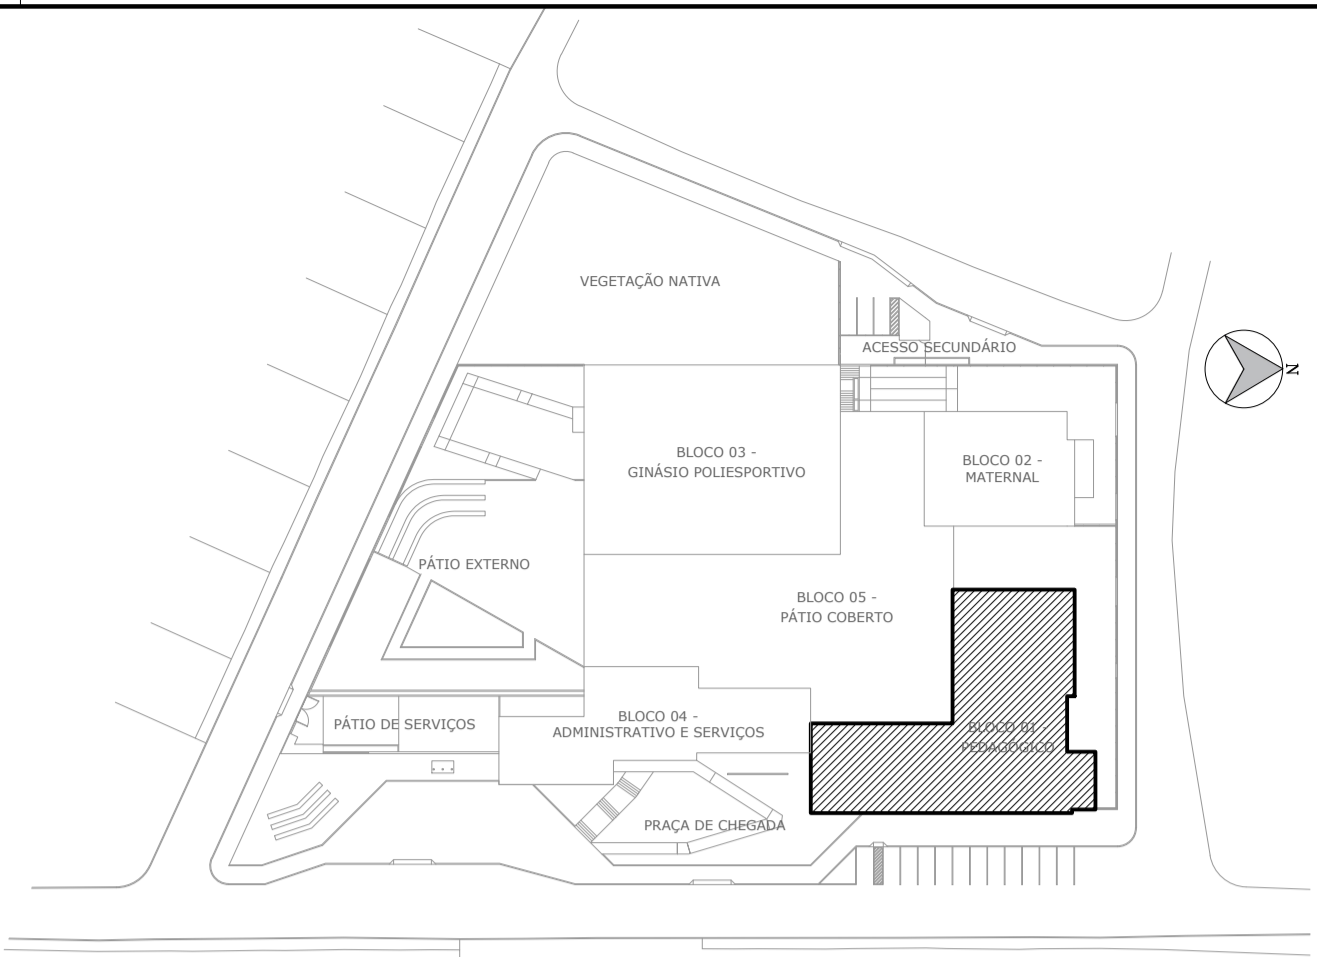 VEGETAÇÃO NATIVA
ACESSO SECUNDÁRIO
N
BLOCO 03 -
GINÁSIO POLIESPORTIVO
BLOCO 02 -
MATERNAL
PÁTIO EXTERNO
BLOCO 05 -
PÁTIO COBERTO
BLOCO 04 -
ADMINISTRATIVO E SERVIÇOS
PÁTIO DE SERVIÇOS
BLOCO 01 -
PEDAGÓGICO
PRAÇA DE CHEGADA